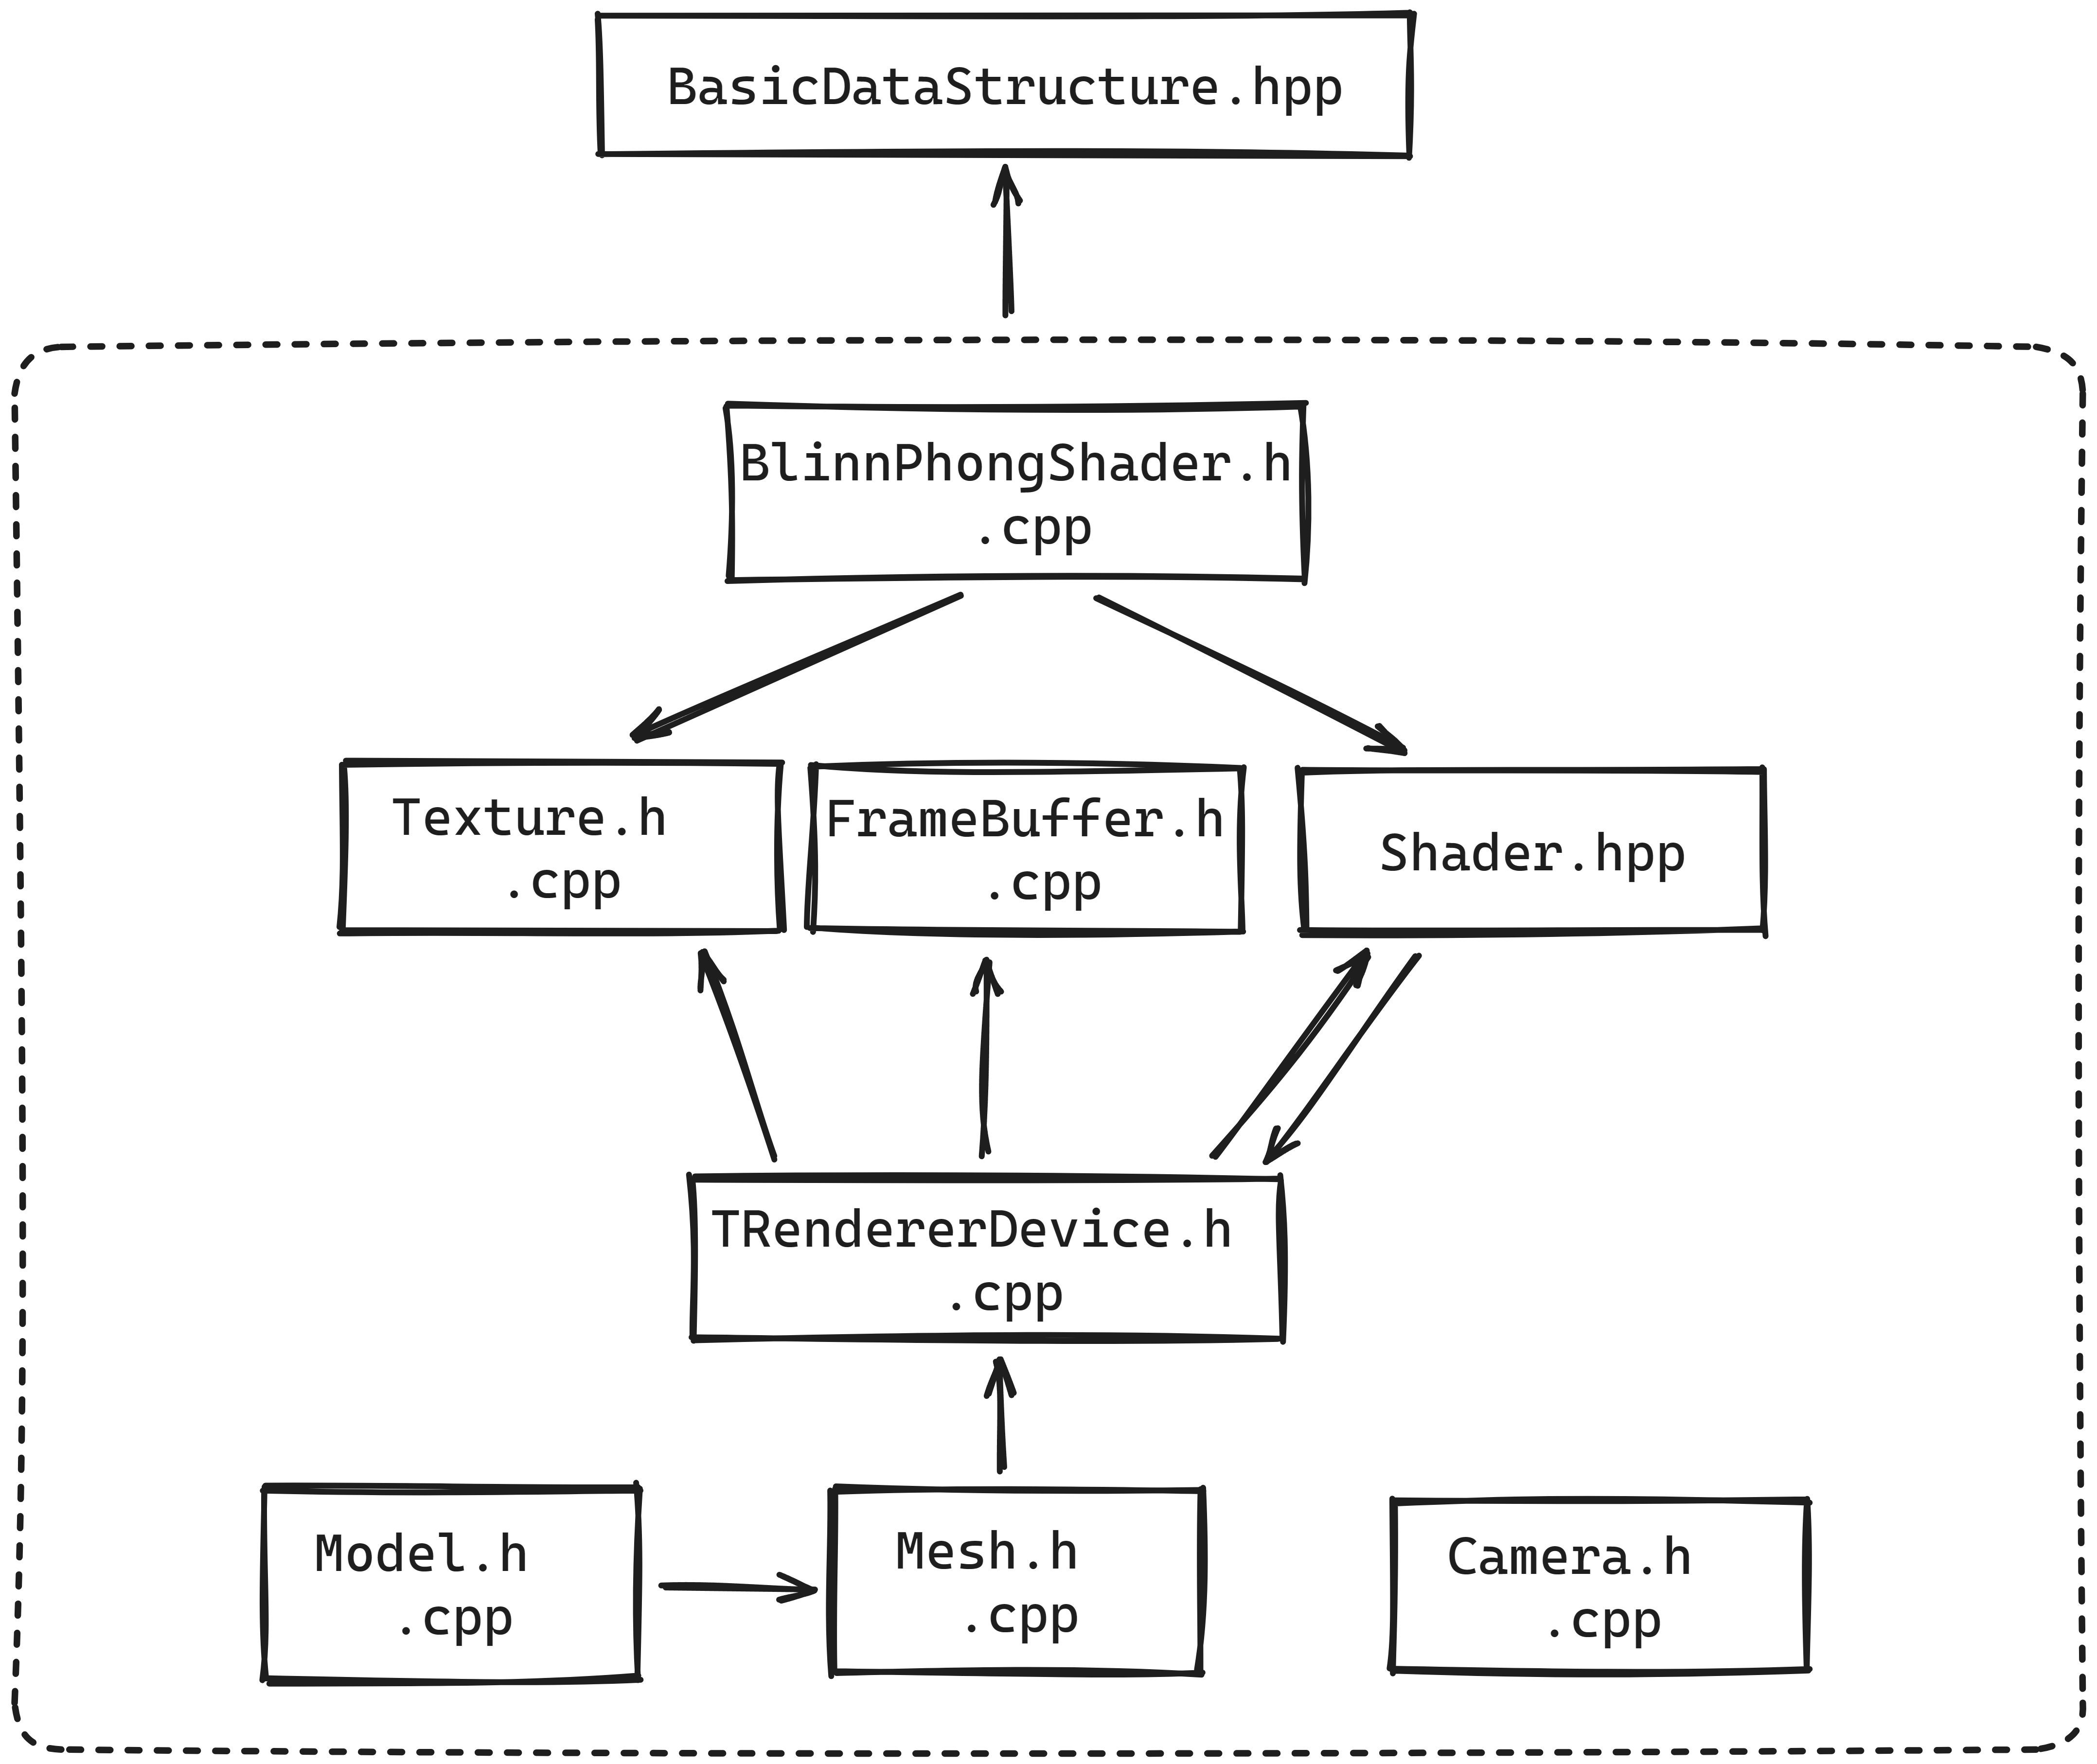 BasicDataStructure.hpp
BlinnPhongShader.h
.cpp
Texture.h
.cpp
FrameBuffer.h
.cpp
Shader.hpp
TRendererDevice.h
.cpp
Model.h
.cpp
Mesh.h
.cpp
Camera.h
.cpp